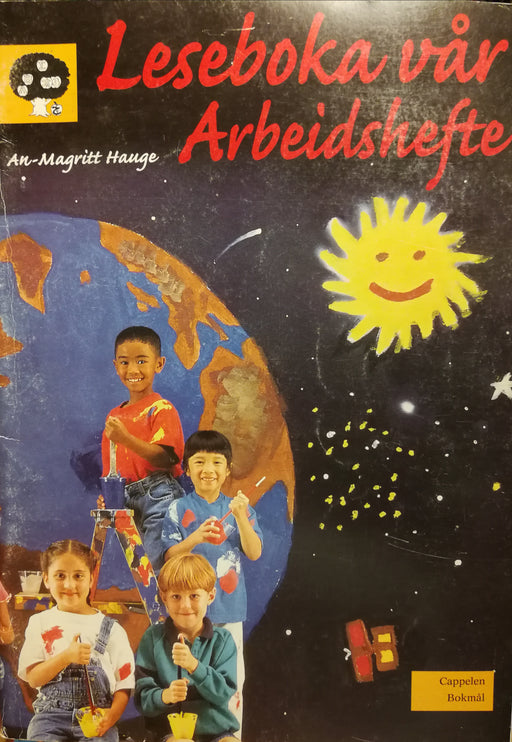 Leseboka vår
Arbeidshefte
An-Magritt Hauge
Cappelen
Bokmål